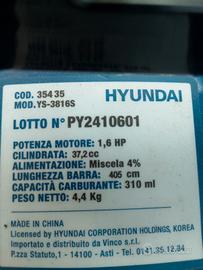 COD. 35435
MOD. YS-3816S
HYUNDAI
LOTTO N° PY2410601
POTENZA MOTORE: 1,6 HP
CILINDRATA: 37,2cc
ALIMENTAZIONE: Miscela 4%
LUNGHEZZA BARRA: 405 cm
CAPACITÀ CARBURANTE: 310 ml
PESO NETTO: 4,4 Kg
MADE IN CHINA
Licensed by HYUNDAI CORPORATION HOLDINGS, KOREA
Importato e distribuito da Vinco s.r.l.
P.zza Statuto,1 - 14100 - Asti - Tel. 0141.35.12.84